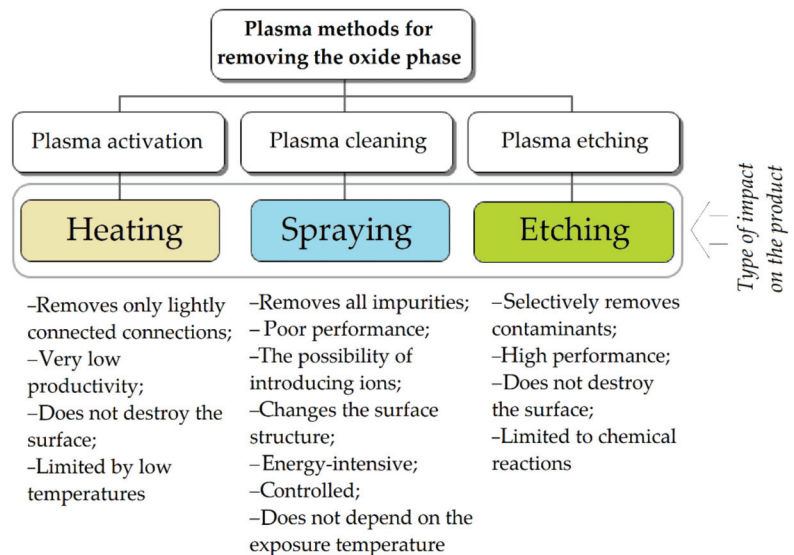 Plasma methods for
removing the oxide phase
Plasma activation
Plasma cleaning
Plasma etching
Heating
Spraying
Etching
Type of impact
on the product
–Removes only lightly
connected connections;
–Very low
productivity;
–Does not destroy the
surface;
–Limited by low
temperatures
–Removes all impurities;
– Poor performance;
–The possibility of
introducing ions;
–Changes the surface
structure;
–Energy-intensive;
–Controlled;
–Does not depend on the
exposure temperature
–Selectively removes
contaminants;
–High performance;
–Does not destroy
the surface;
–Limited to chemical
reactions